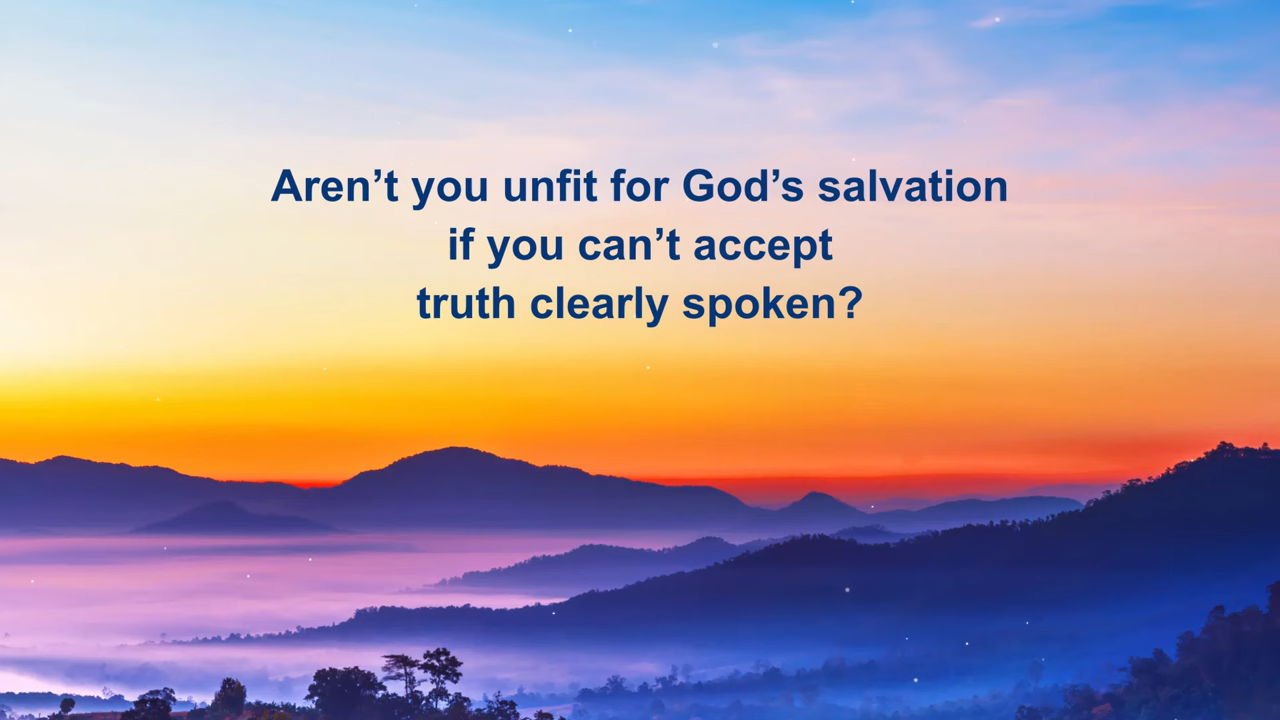 Aren’t you unfit for God’s salvation
if you can’t accept
truth clearly spoken?